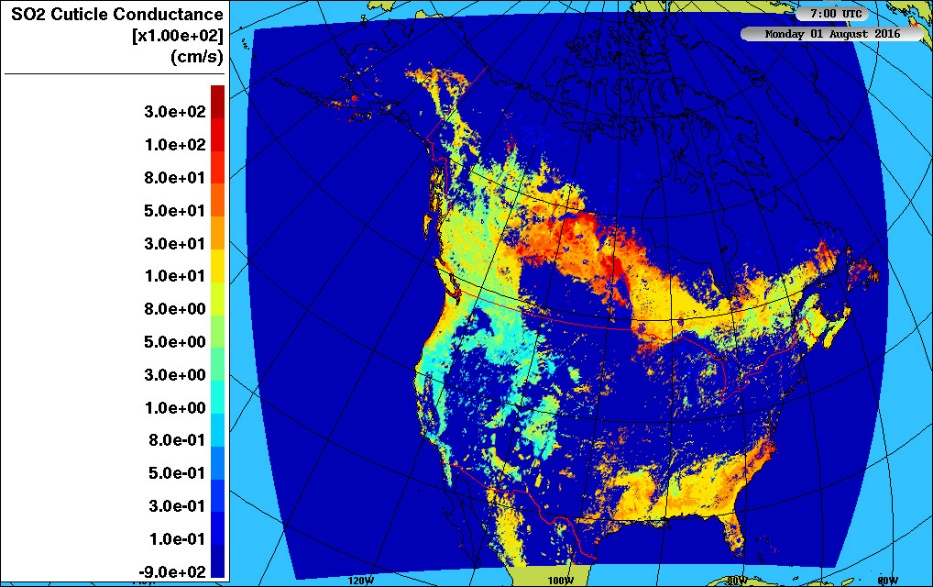 SO2 Cuticle Conductance
[x1.00e+02]
(cm/s)
7:00 UTC
Monday 01 August 2016
3.0e+02
1.0e+02
8.0e+01
5.0e+01
3.0e+01
1.0e+01
8.0e+00
5.0e+00
3.0e+00
1.0e+00
8.0e-01
5.0e-01
3.0e-01
1.0e-01
-9.0e+02
120W
100W
80W
60W